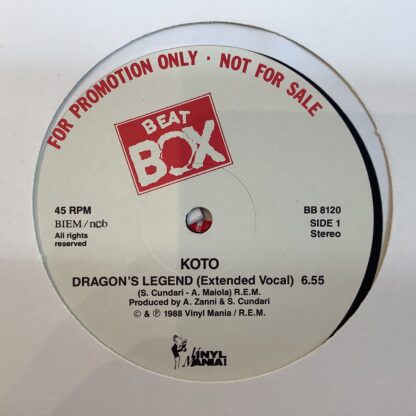 FOR PROMOTION ONLY · NOT FOR SALE
BEAT
BOX
45 RPM
BIEM / ncb
All rights
reserved
BB 8120
SIDE 1
Stereo
KOTO
DRAGON'S LEGEND (Extended Vocal) 6.55
(S. Cundari - A. Maiola) R.E.M.
Produced by A. Zanni & S. Cundari
© & ℗ 1988 Vinyl Mania / R.E.M.
VINYL
MANIA!